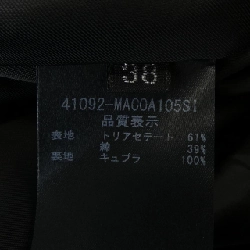 38
41092-MA00A105S1
品質表示
表地 トリアセテート 61%
綿 39%
裏地 キュプラ 100%